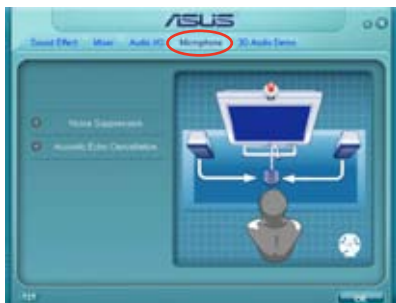 ASUS
Sound Effect Mixer Audio I/O Microphone 3D Audio Demo
Noise Suppression
Acoustic Echo Cancellation
OK